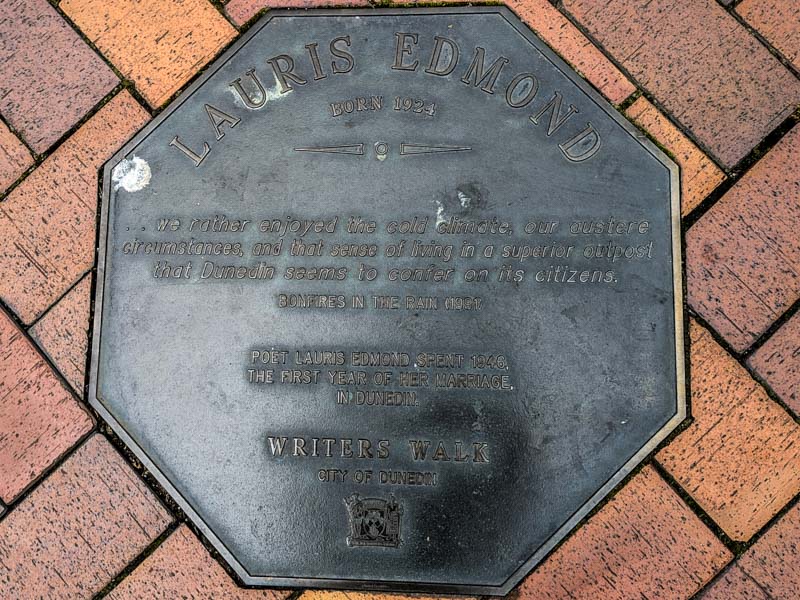 LAURIS EDMOND
BORN 1924
... we rather enjoyed the cold climate, our austere
circumstances, and that sense of living in a superior outpost
that Dunedin seems to confer on its citizens.
BONFIRES IN THE RAIN (1991)
POET LAURIS EDMOND SPENT 1946,
THE FIRST YEAR OF HER MARRIAGE,
IN DUNEDIN.
WRITERS WALK
CITY OF DUNEDIN